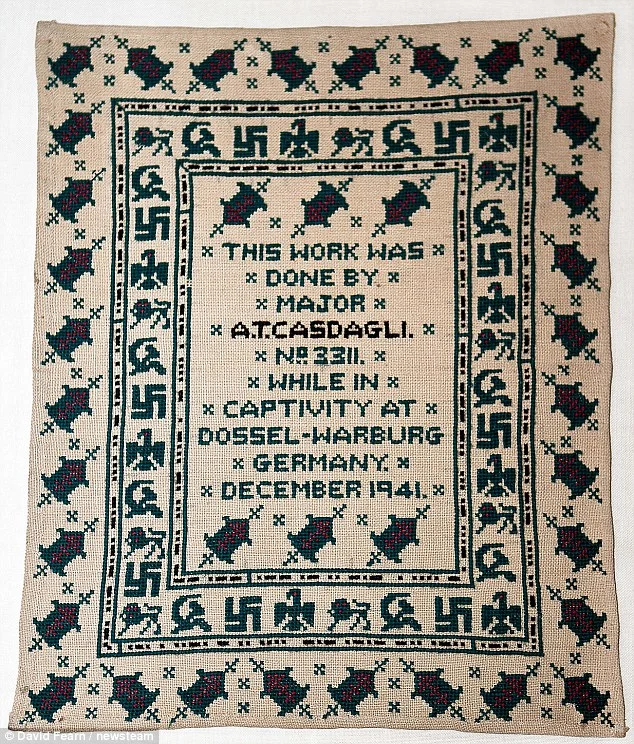 THIS WORK WAS
DONE BY
MAJOR
A.T.CASDAGLI.
Nº 3311.
WHILE IN
CAPTIVITY AT
DOSSEL-WARBURG
GERMANY.
DECEMBER 1941.
© David Fearn / newsteam